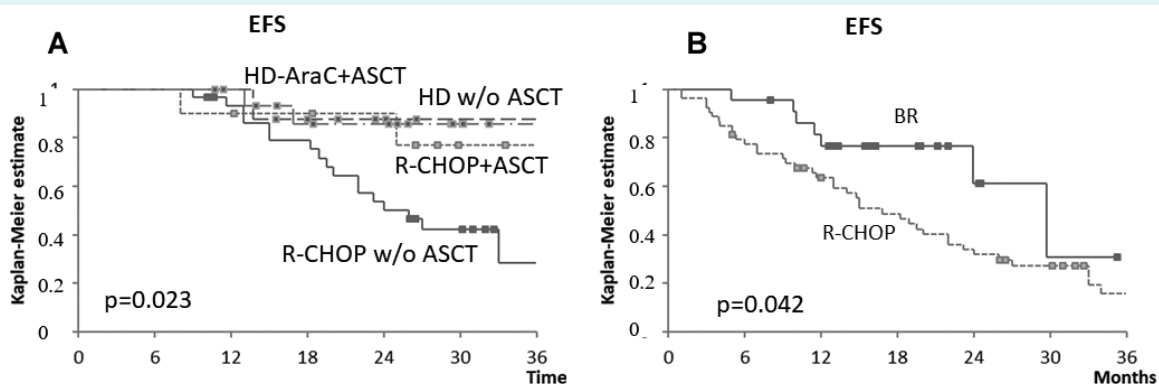 EFS
A
HD-AraC+ASCT
HD w/o ASCT
R-CHOP+ASCT
R-CHOP w/o ASCT
p=0.023
Kaplan-Meier estimate
1
0.8
0.6
0.4
0.2
0
0 6 12 18 24 30 36
Time
EFS
B
BR
R-CHOP
p=0.042
Kaplan-Meier estimate
1
0.8
0.6
0.4
0.2
0
0 6 12 18 24 30 36
Months